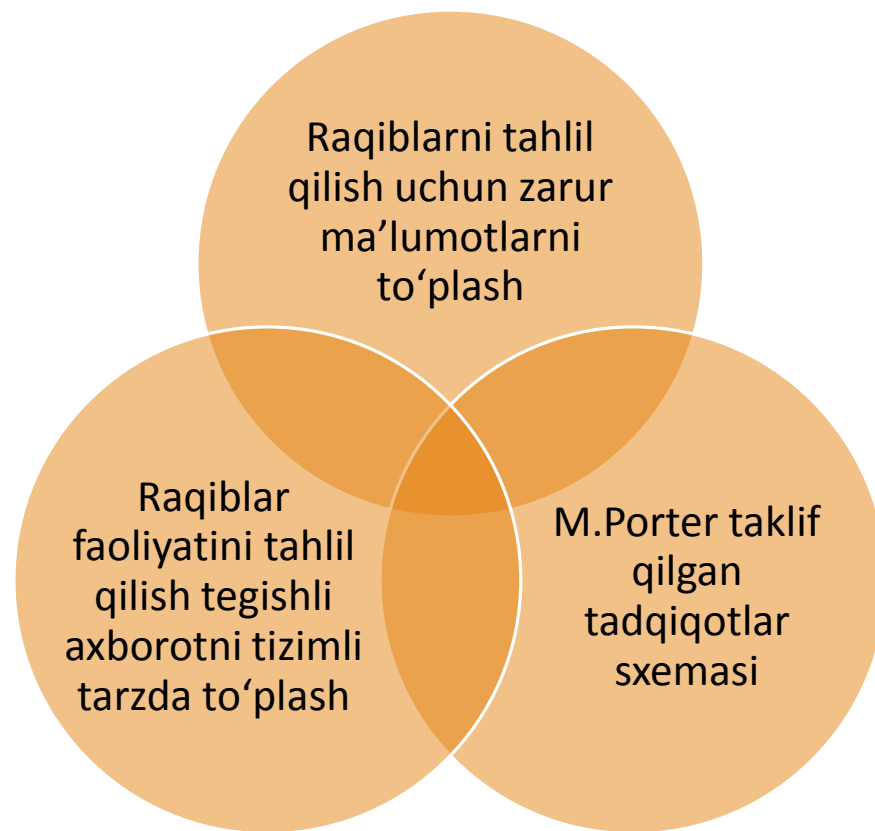 Raqiblarni tahlil
qilish uchun zarur
ma’lumotlarni
to‘plash
Raqiblar
faoliyatini tahlil
qilish tegishli
axborotni tizimli
tarzda to‘plash
M.Porter taklif
qilgan
tadqiqotlar
sxemasi